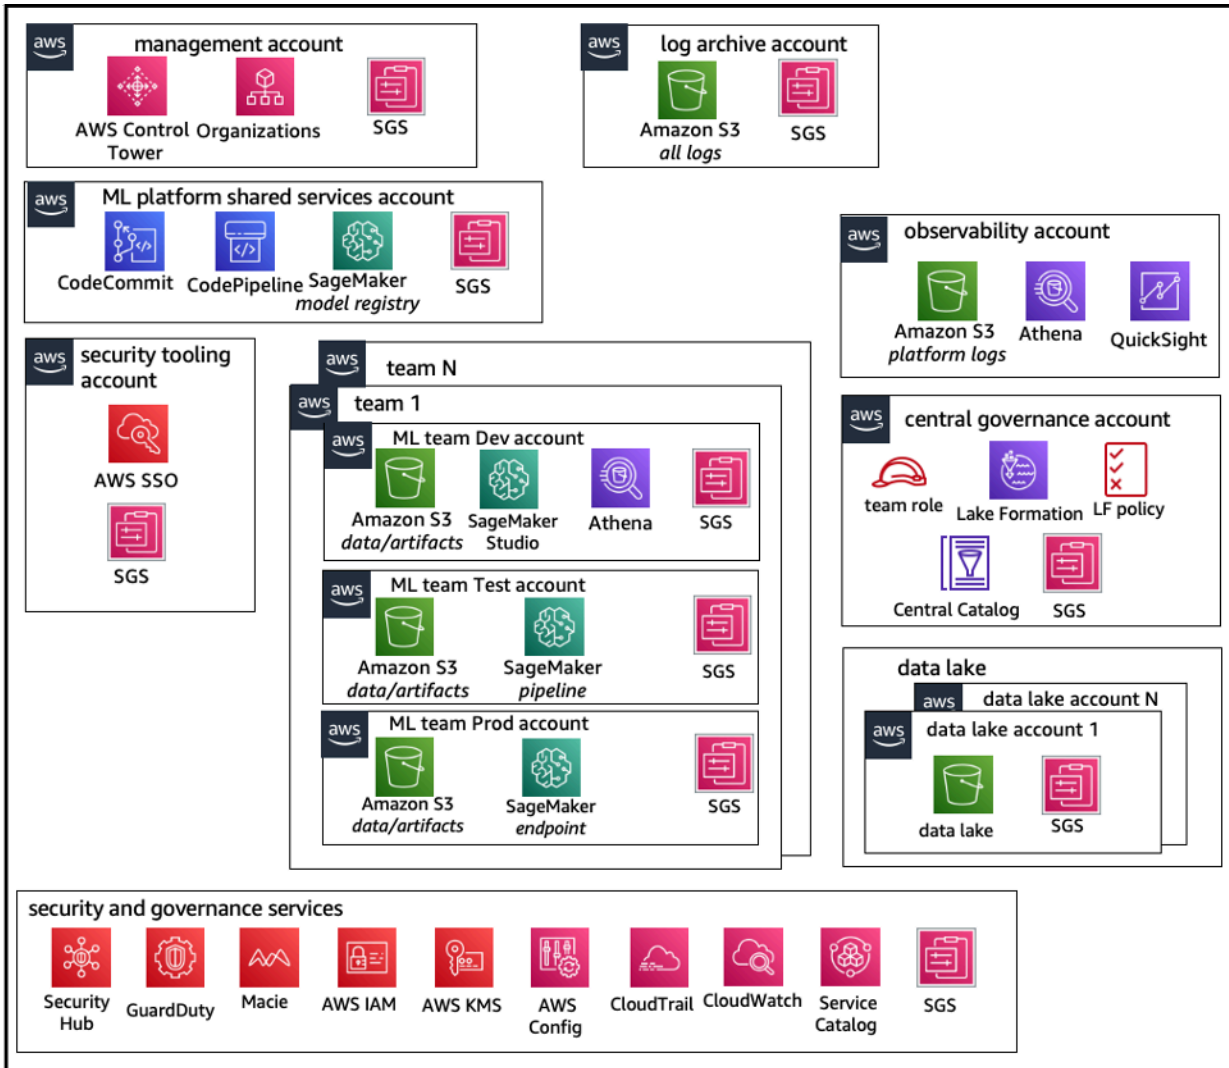 aws
management account
AWS Control
Tower
Organizations
SGS
aws
log archive account
Amazon S3
all logs
SGS
aws
ML platform shared services account
CodeCommit
CodePipeline
SageMaker
model registry
SGS
aws
observability account
Amazon S3
platform logs
Athena
QuickSight
aws
security tooling
account
AWS SSO
SGS
aws
team N
aws
team 1
aws
ML team Dev account
Amazon S3
data/artifacts
SageMaker
Studio
Athena
SGS
aws
ML team Test account
Amazon S3
data/artifacts
SageMaker
pipeline
SGS
aws
ML team Prod account
Amazon S3
data/artifacts
SageMaker
endpoint
SGS
aws
central governance account
team role
Lake Formation
LF policy
Central Catalog
SGS
data lake
aws
data lake account N
aws
data lake account 1
data lake
SGS
security and governance services
Security
Hub
GuardDuty
Macie
AWS IAM
AWS KMS
AWS
Config
CloudTrail
CloudWatch
Service
Catalog
SGS